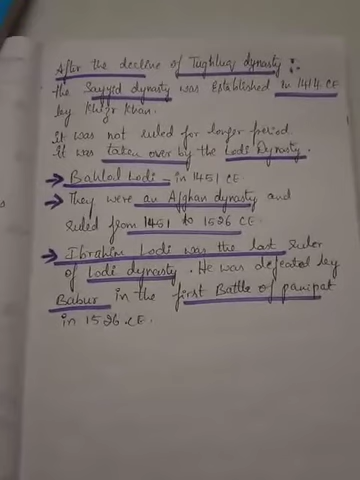 After the decline of Tughluq dynasty :-
the Sayyid dynasty was established in 1414 CE
by Khizr Khan.
it was not ruled for longer period.
It was taken over by the Lodi Dynasty.
→ Bahlol Lodi - in 1451 CE.
→ They were an Afghan dynasty and
ruled from 1451 to 1526 CE.
→ Ibrahim Lodi was the last ruler
of Lodi dynasty. He was defeated by
Babur in the first Battle of panipat
in 1526 CE.